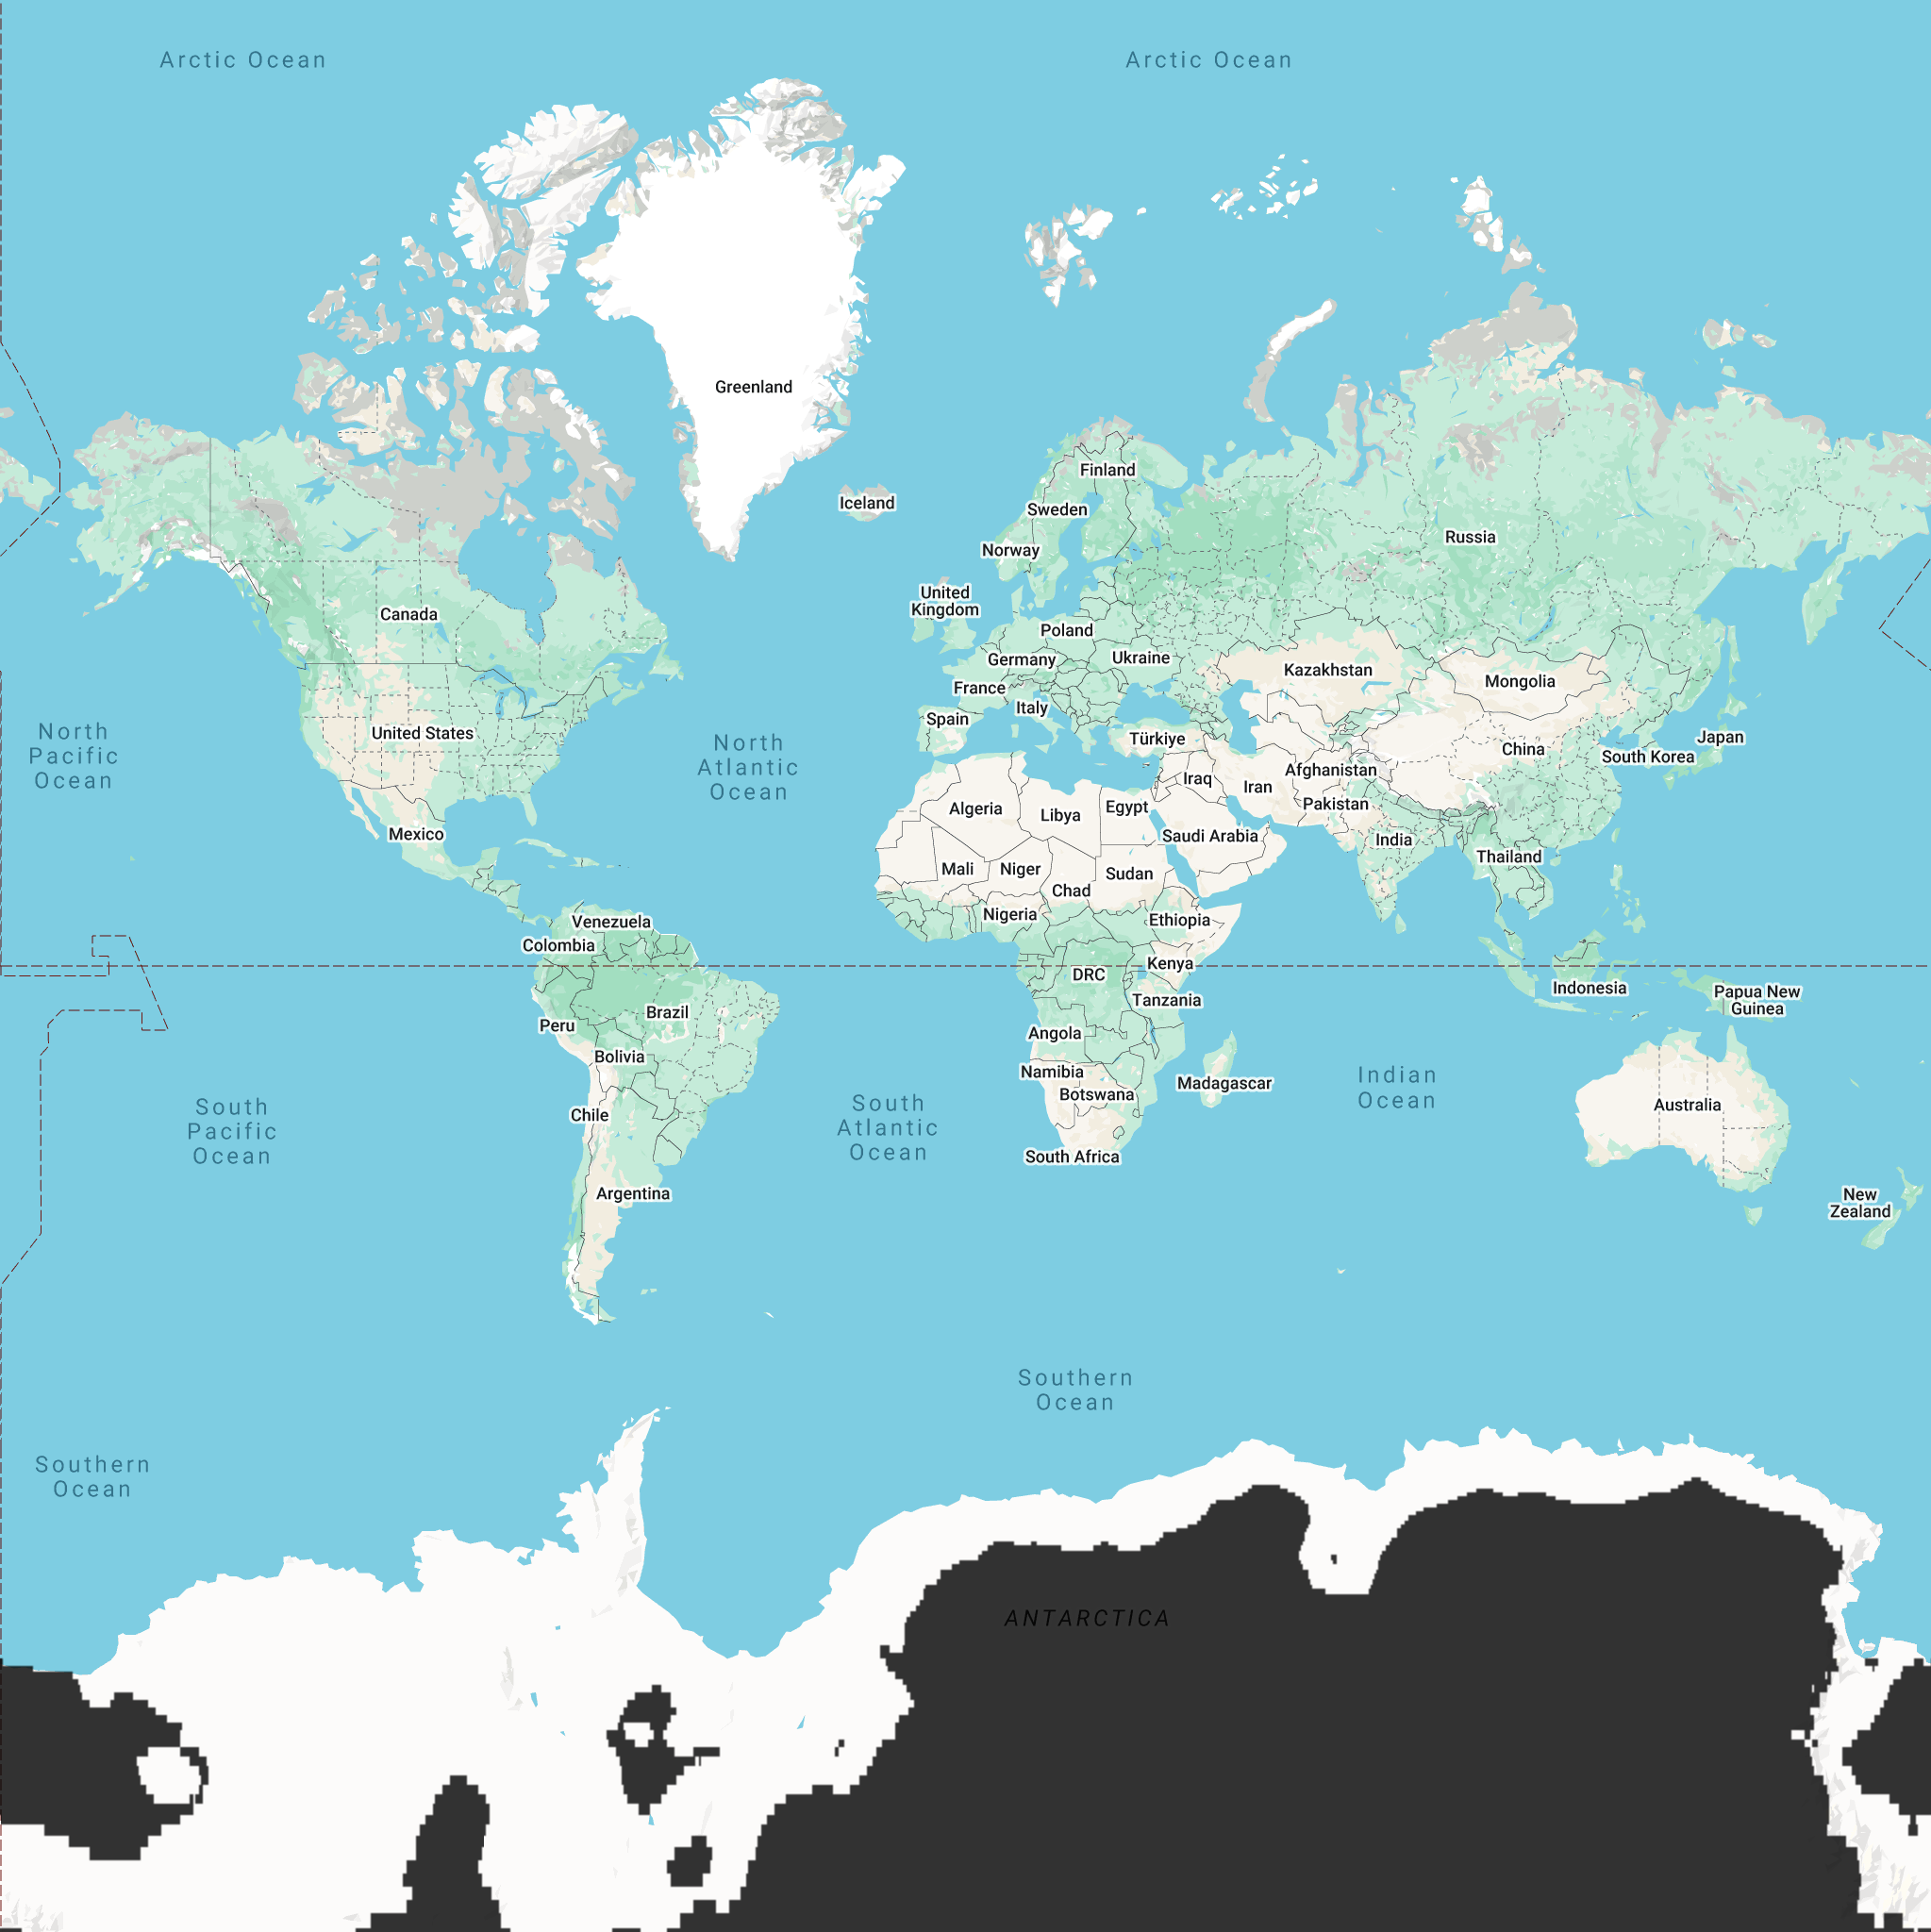 Arctic Ocean
Arctic Ocean
Greenland
Finland
Iceland
Sweden
Russia
Norway
United
Kingdom
Canada
Poland
Ukraine
Germany
Kazakhstan
Mongolia
France
Italy
Spain
United States
Türkiye
Japan
China
South Korea
North
Pacific
Ocean
North
Atlantic
Ocean
Afghanistan
Iraq
Iran
Pakistan
Algeria
Libya
Egypt
Saudi Arabia
India
Mexico
Thailand
Mali
Niger
Sudan
Chad
Nigeria
Ethiopia
Venezuela
Colombia
Kenya
DRC
Indonesia
Papua New
Guinea
Tanzania
Brazil
Peru
Angola
Bolivia
Namibia
Madagascar
Botswana
Indian
Ocean
Australia
Chile
South
Pacific
Ocean
South
Atlantic
Ocean
South Africa
Argentina
New
Zealand
Southern
Ocean
Southern
Ocean
ANTARCTICA